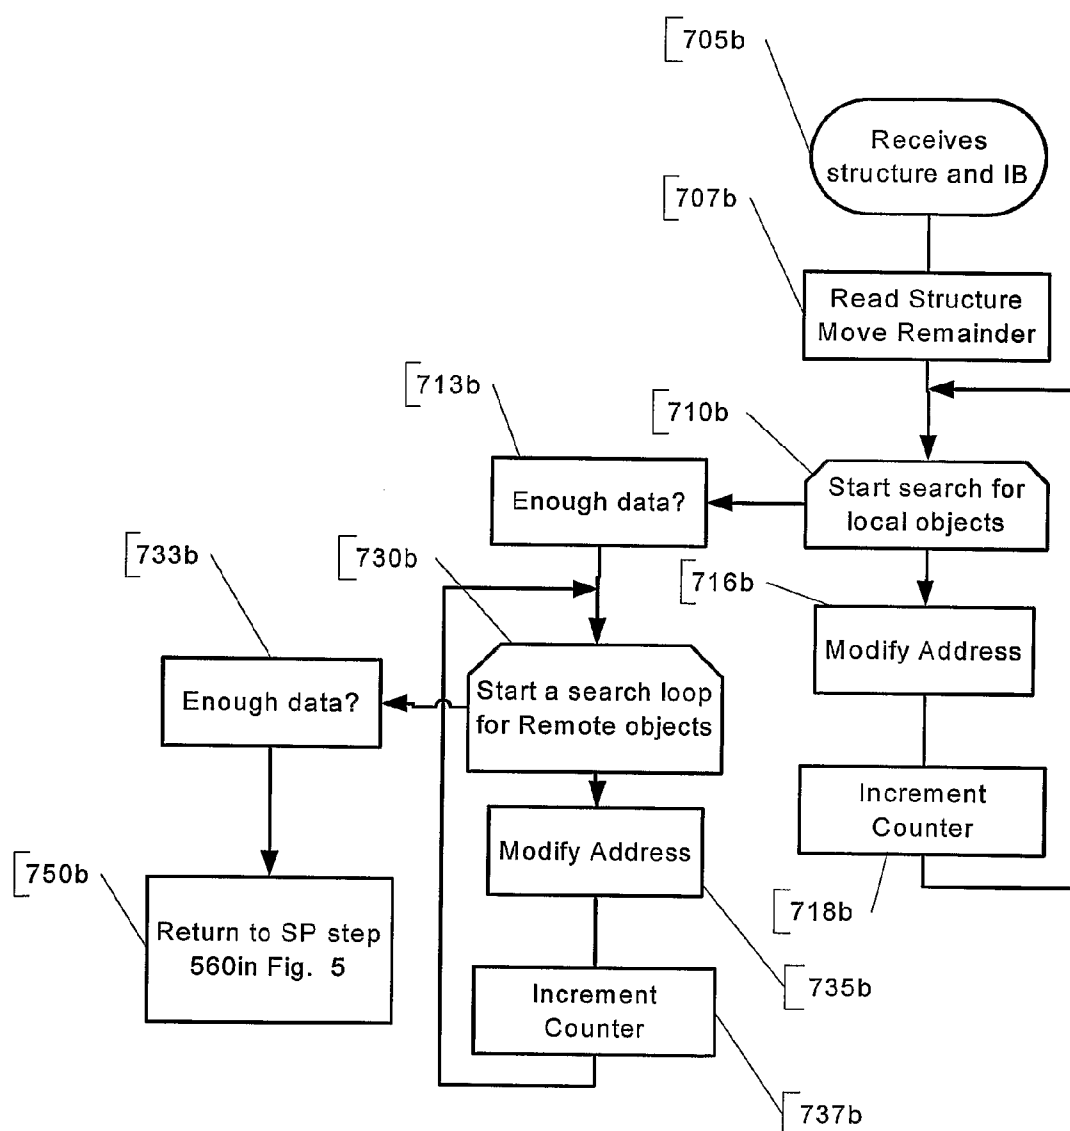 705b
Receives
structure and IB
707b
Read Structure
Move Remainder
713b
710b
Enough data?
Start search for
local objects
733b
730b
716b
Modify Address
Enough data?
Start a search loop
for Remote objects
Increment
Counter
Modify Address
750b
718b
Return to SP step
560in Fig. 5
735b
Increment
Counter
737b